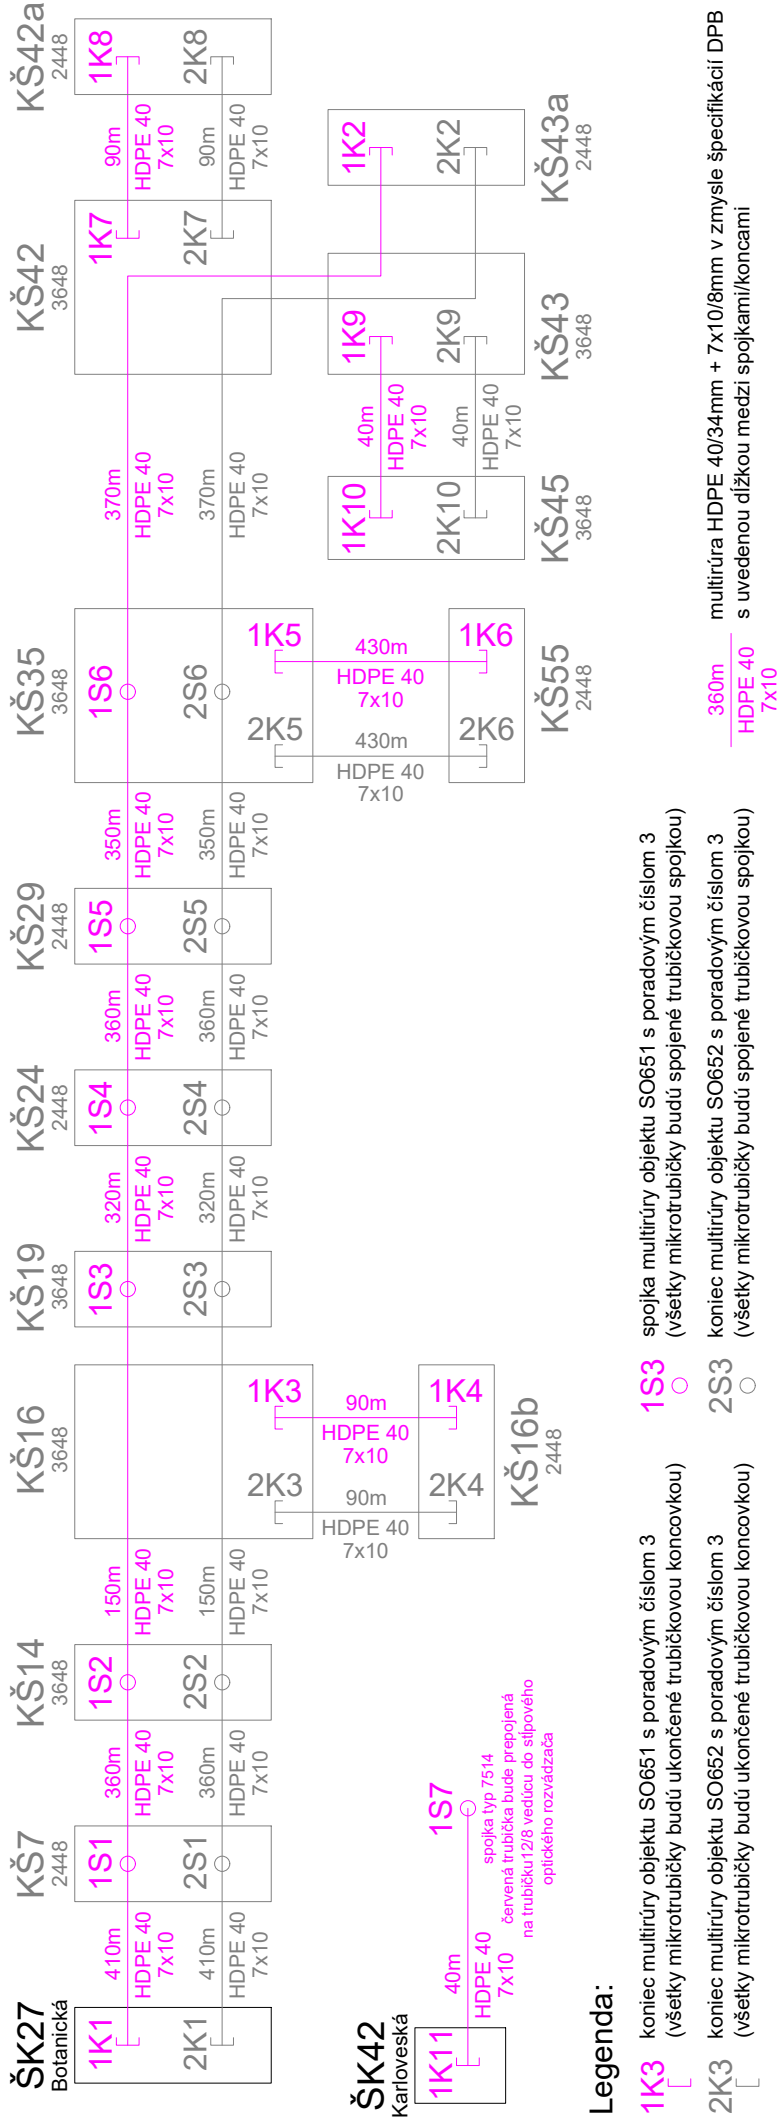 ŠK27
Botanická
1K1
2K1
410m
HDPE 40
7x10
410m
HDPE 40
7x10
KŠ7
2448
1S1
2S1
360m
HDPE 40
7x10
360m
HDPE 40
7x10
KŠ14
3648
1S2
2S2
150m
HDPE 40
7x10
150m
HDPE 40
7x10
KŠ16
3648
2K3
1K3
90m
HDPE 40
7x10
90m
HDPE 40
7x10
2K4
1K4
KŠ16b
2448
KŠ19
3648
1S3
2S3
320m
HDPE 40
7x10
320m
HDPE 40
7x10
KŠ24
2448
1S4
2S4
360m
HDPE 40
7x10
360m
HDPE 40
7x10
KŠ29
2448
1S5
2S5
350m
HDPE 40
7x10
350m
HDPE 40
7x10
KŠ35
3648
1S6
2S6
2K5
1K5
430m
HDPE 40
7x10
430m
HDPE 40
7x10
2K6
1K6
KŠ55
2448
370m
HDPE 40
7x10
370m
HDPE 40
7x10
KŠ42
3648
1K7
2K7
90m
HDPE 40
7x10
90m
HDPE 40
7x10
KŠ42a
2448
1K8
2K8
1K10
2K10
KŠ45
3648
40m
HDPE 40
7x10
40m
HDPE 40
7x10
1K9
2K9
KŠ43
3648
1K2
2K2
KŠ43a
2448
ŠK42
Karloveská
1K11
40m
HDPE 40
7x10
1S7
spojka typ 7514
červená trubička bude prepojená
na trubičku12/8 vedúcu do stĺpového
optického rozvádzača
Legenda:
1K3
koniec multirúry objektu SO651 s poradovým číslom 3
(všetky mikrotrubičky budú ukončené trubičkovou koncovkou)
2K3
koniec multirúry objektu SO652 s poradovým číslom 3
(všetky mikrotrubičky budú ukončené trubičkovou koncovkou)
1S3
spojka multirúry objektu SO651 s poradovým číslom 3
(všetky mikrotrubičky budú spojené trubičkovou spojkou)
2S3
koniec multirúry objektu SO652 s poradovým číslom 3
(všetky mikrotrubičky budú spojené trubičkovou spojkou)
360m
HDPE 40
7x10
multirúra HDPE 40/34mm + 7x10/8mm v zmysle špecifikácií DPB
s uvedenou dĺžkou medzi spojkami/koncami